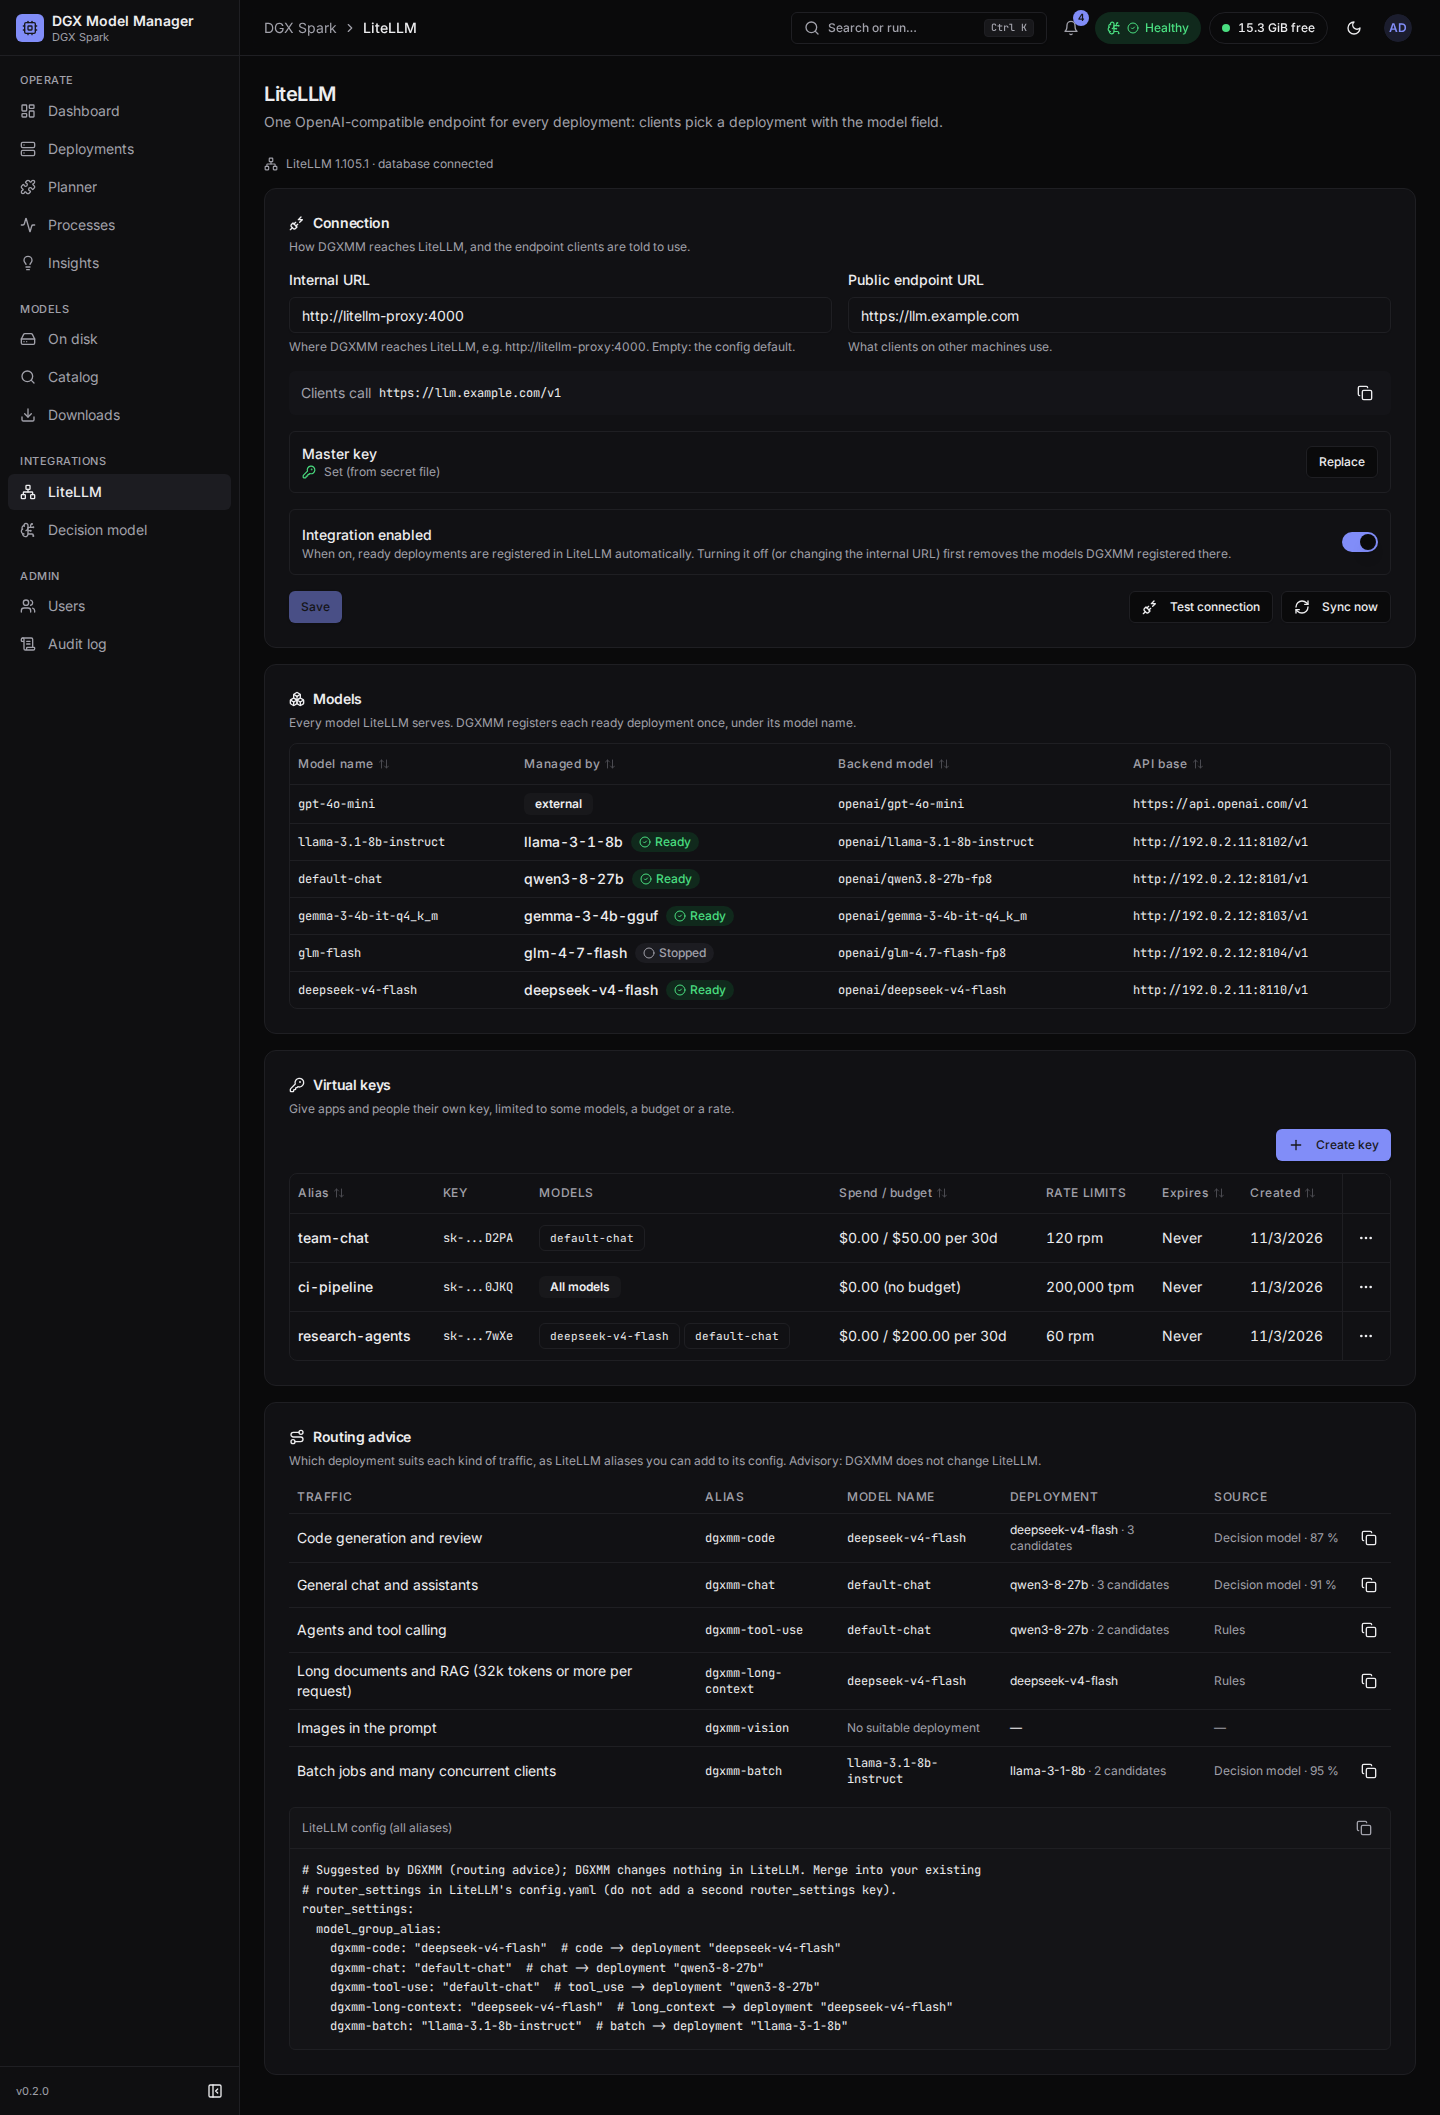 DGX Model Manager
DGX Spark
OPERATE
Dashboard
Deployments
Planner
Processes
Insights
MODELS
On disk
Catalog
Downloads
INTEGRATIONS
LiteLLM
Decision model
ADMIN
Users
Audit log
v0.2.0
DGX Spark > LiteLLM
Search or run... Ctrl K
4
Healthy
15.3 GiB free
AD
LiteLLM
One OpenAI-compatible endpoint for every deployment: clients pick a deployment with the model field.
LiteLLM 1.105.1 · database connected
Connection
How DGXMM reaches LiteLLM, and the endpoint clients are told to use.
Internal URL
http://litellm-proxy:4000
Where DGXMM reaches LiteLLM, e.g. http://litellm-proxy:4000. Empty: the config default.
Public endpoint URL
https://llm.example.com
What clients on other machines use.
Clients call https://llm.example.com/v1
Master key
Set (from secret file)
Replace
Integration enabled
When on, ready deployments are registered in LiteLLM automatically. Turning it off (or changing the internal URL) first removes the models DGXMM registered there.
Save
Test connection
Sync now
Models
Every model LiteLLM serves. DGXMM registers each ready deployment once, under its model name.
Model name Managed by Backend model API base
gpt-4o-mini external openai/gpt-4o-mini https://api.openai.com/v1
llama-3.1-8b-instruct llama-3-1-8b Ready openai/llama-3.1-8b-instruct http://192.0.2.11:8102/v1
default-chat qwen3-8-27b Ready openai/qwen3.8-27b-fp8 http://192.0.2.12:8101/v1
gemma-3-4b-it-q4_k_m gemma-3-4b-gguf Ready openai/gemma-3-4b-it-q4_k_m http://192.0.2.12:8103/v1
glm-flash glm-4-7-flash Stopped openai/glm-4.7-flash-fp8 http://192.0.2.12:8104/v1
deepseek-v4-flash deepseek-v4-flash Ready openai/deepseek-v4-flash http://192.0.2.11:8110/v1
Virtual keys
Give apps and people their own key, limited to some models, a budget or a rate.
Create key
Alias KEY MODELS Spend / budget RATE LIMITS Expires Created
team-chat sk-...D2PA default-chat $0.00 / $50.00 per 30d 120 rpm Never 11/3/2026
ci-pipeline sk-...0JKQ All models $0.00 (no budget) 200,000 tpm Never 11/3/2026
research-agents sk-...7wXe deepseek-v4-flash default-chat $0.00 / $200.00 per 30d 60 rpm Never 11/3/2026
Routing advice
Which deployment suits each kind of traffic, as LiteLLM aliases you can add to its config. Advisory: DGXMM does not change LiteLLM.
TRAFFIC ALIAS MODEL NAME DEPLOYMENT SOURCE
Code generation and review dgxmm-code deepseek-v4-flash deepseek-v4-flash · 3 candidates Decision model · 87 %
General chat and assistants dgxmm-chat default-chat qwen3-8-27b · 3 candidates Decision model · 91 %
Agents and tool calling dgxmm-tool-use default-chat qwen3-8-27b · 2 candidates Rules
Long documents and RAG (32k tokens or more per request) dgxmm-long-context deepseek-v4-flash deepseek-v4-flash Rules
Images in the prompt dgxmm-vision No suitable deployment — —
Batch jobs and many concurrent clients dgxmm-batch llama-3.1-8b-instruct llama-3-1-8b · 2 candidates Decision model · 95 %
LiteLLM config (all aliases)
# Suggested by DGXMM (routing advice); DGXMM changes nothing in LiteLLM. Merge into your existing
# router_settings in LiteLLM's config.yaml (do not add a second router_settings key).
router_settings:
  model_group_alias:
    dgxmm-code: "deepseek-v4-flash"  # code -> deployment "deepseek-v4-flash"
    dgxmm-chat: "default-chat"  # chat -> deployment "qwen3-8-27b"
    dgxmm-tool-use: "default-chat"  # tool_use -> deployment "qwen3-8-27b"
    dgxmm-long-context: "deepseek-v4-flash"  # long_context -> deployment "deepseek-v4-flash"
    dgxmm-batch: "llama-3.1-8b-instruct"  # batch -> deployment "llama-3-1-8b"